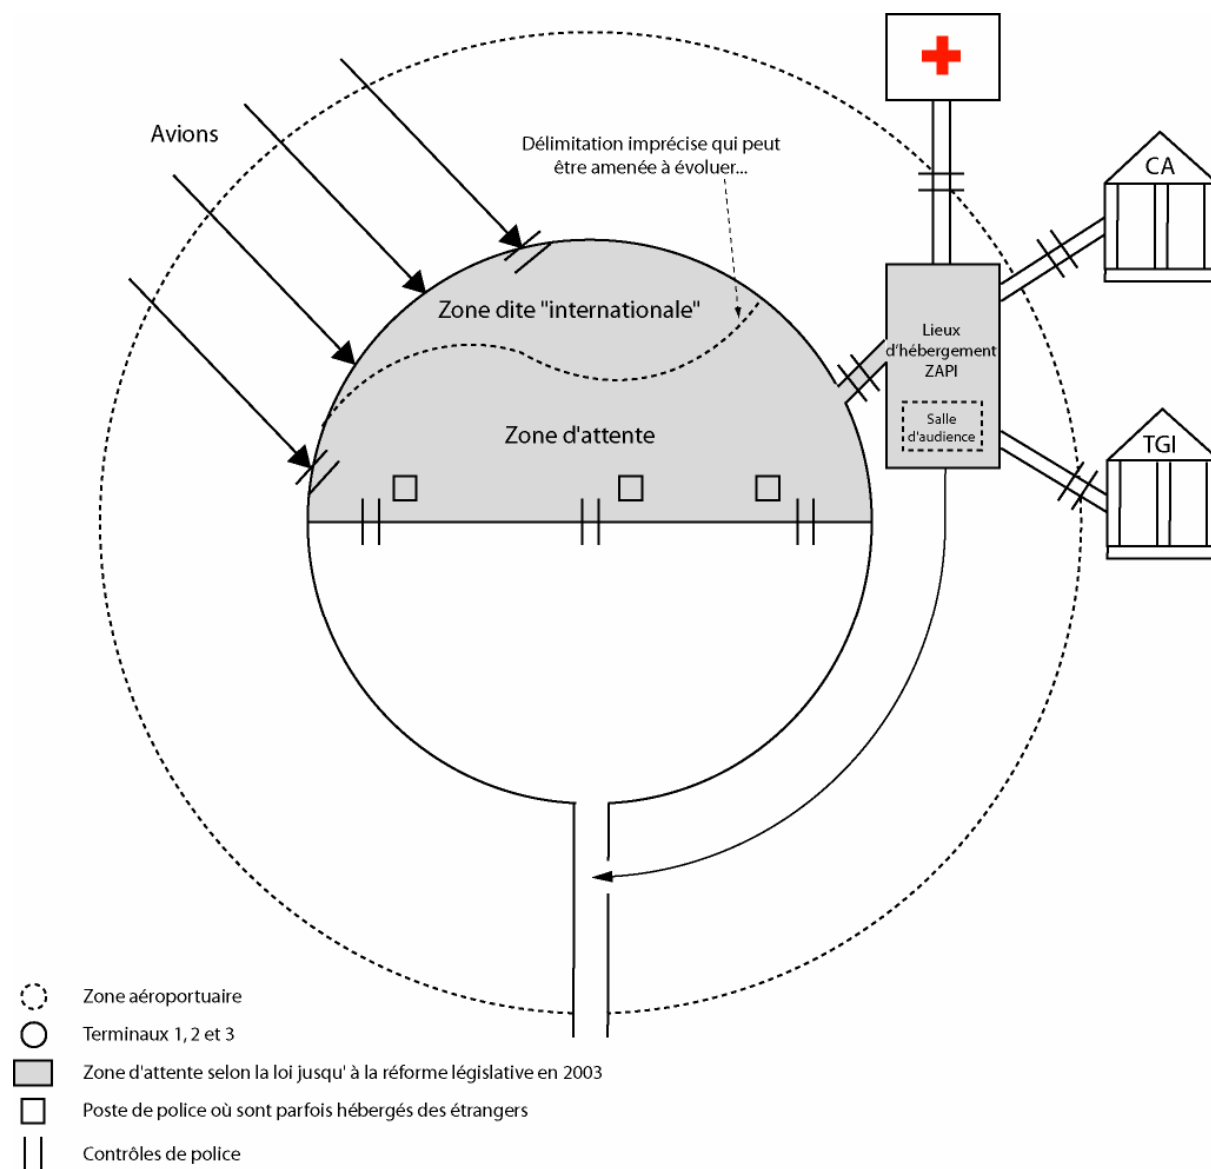 Avions
Délimitation imprécise qui peut
être amenée à évoluer...
CA
Zone dite "internationale"
Lieux
d'hébergement
ZAPI
Salle
d'audience
Zone d'attente
TGI
Zone aéroportuaire
Terminaux 1, 2 et 3
Zone d'attente selon la loi jusqu' à la réforme législative en 2003
Poste de police où sont parfois hébergés des étrangers
Contrôles de police